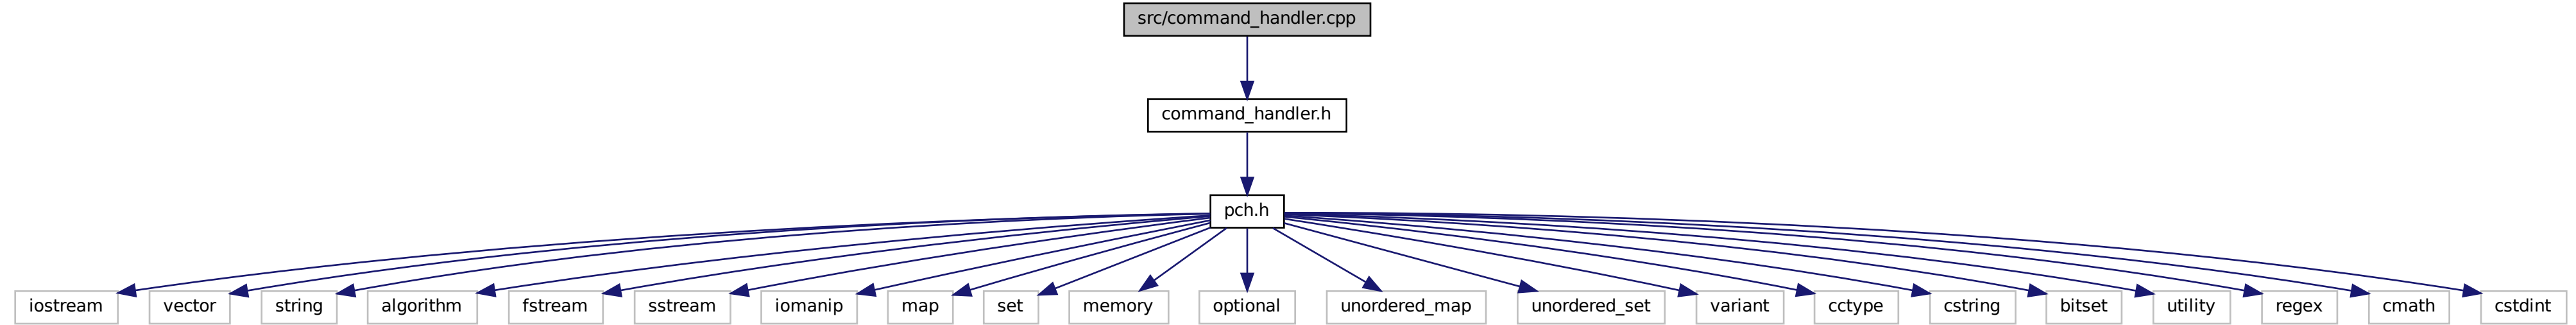 src/command_handler.cpp
command_handler.h
pch.h
iostream
vector
string
algorithm
fstream
sstream
iomanip
map
set
memory
optional
unordered_map
unordered_set
variant
cctype
cstring
bitset
utility
regex
cmath
cstdint